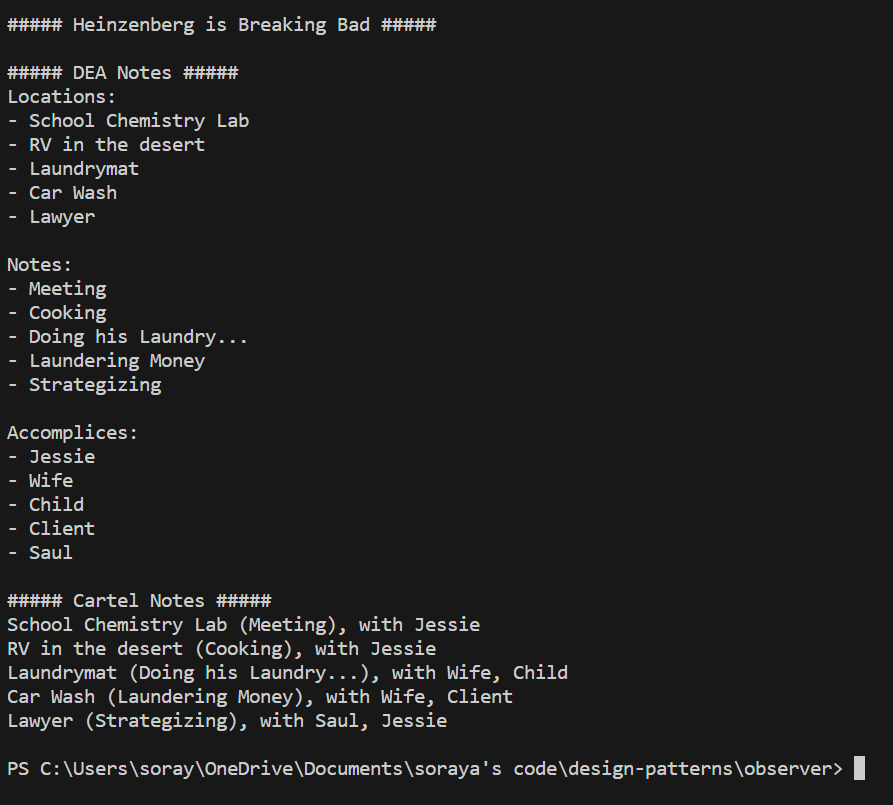 ##### Heinzenberg is Breaking Bad #####
##### DEA Notes #####
Locations:
- School Chemistry Lab
- RV in the desert
- Laundrymat
- Car Wash
- Lawyer
Notes:
- Meeting
- Cooking
- Doing his Laundry...
- Laundering Money
- Strategizing
Accomplices:
- Jessie
- Wife
- Child
- Client
- Saul
##### Cartel Notes #####
School Chemistry Lab (Meeting), with Jessie
RV in the desert (Cooking), with Jessie
Laundrymat (Doing his Laundry...), with Wife, Child
Car Wash (Laundering Money), with Wife, Client
Lawyer (Strategizing), with Saul, Jessie
PS C:\Users\soray\OneDrive\Documents\soraya's code\design-patterns\observer>